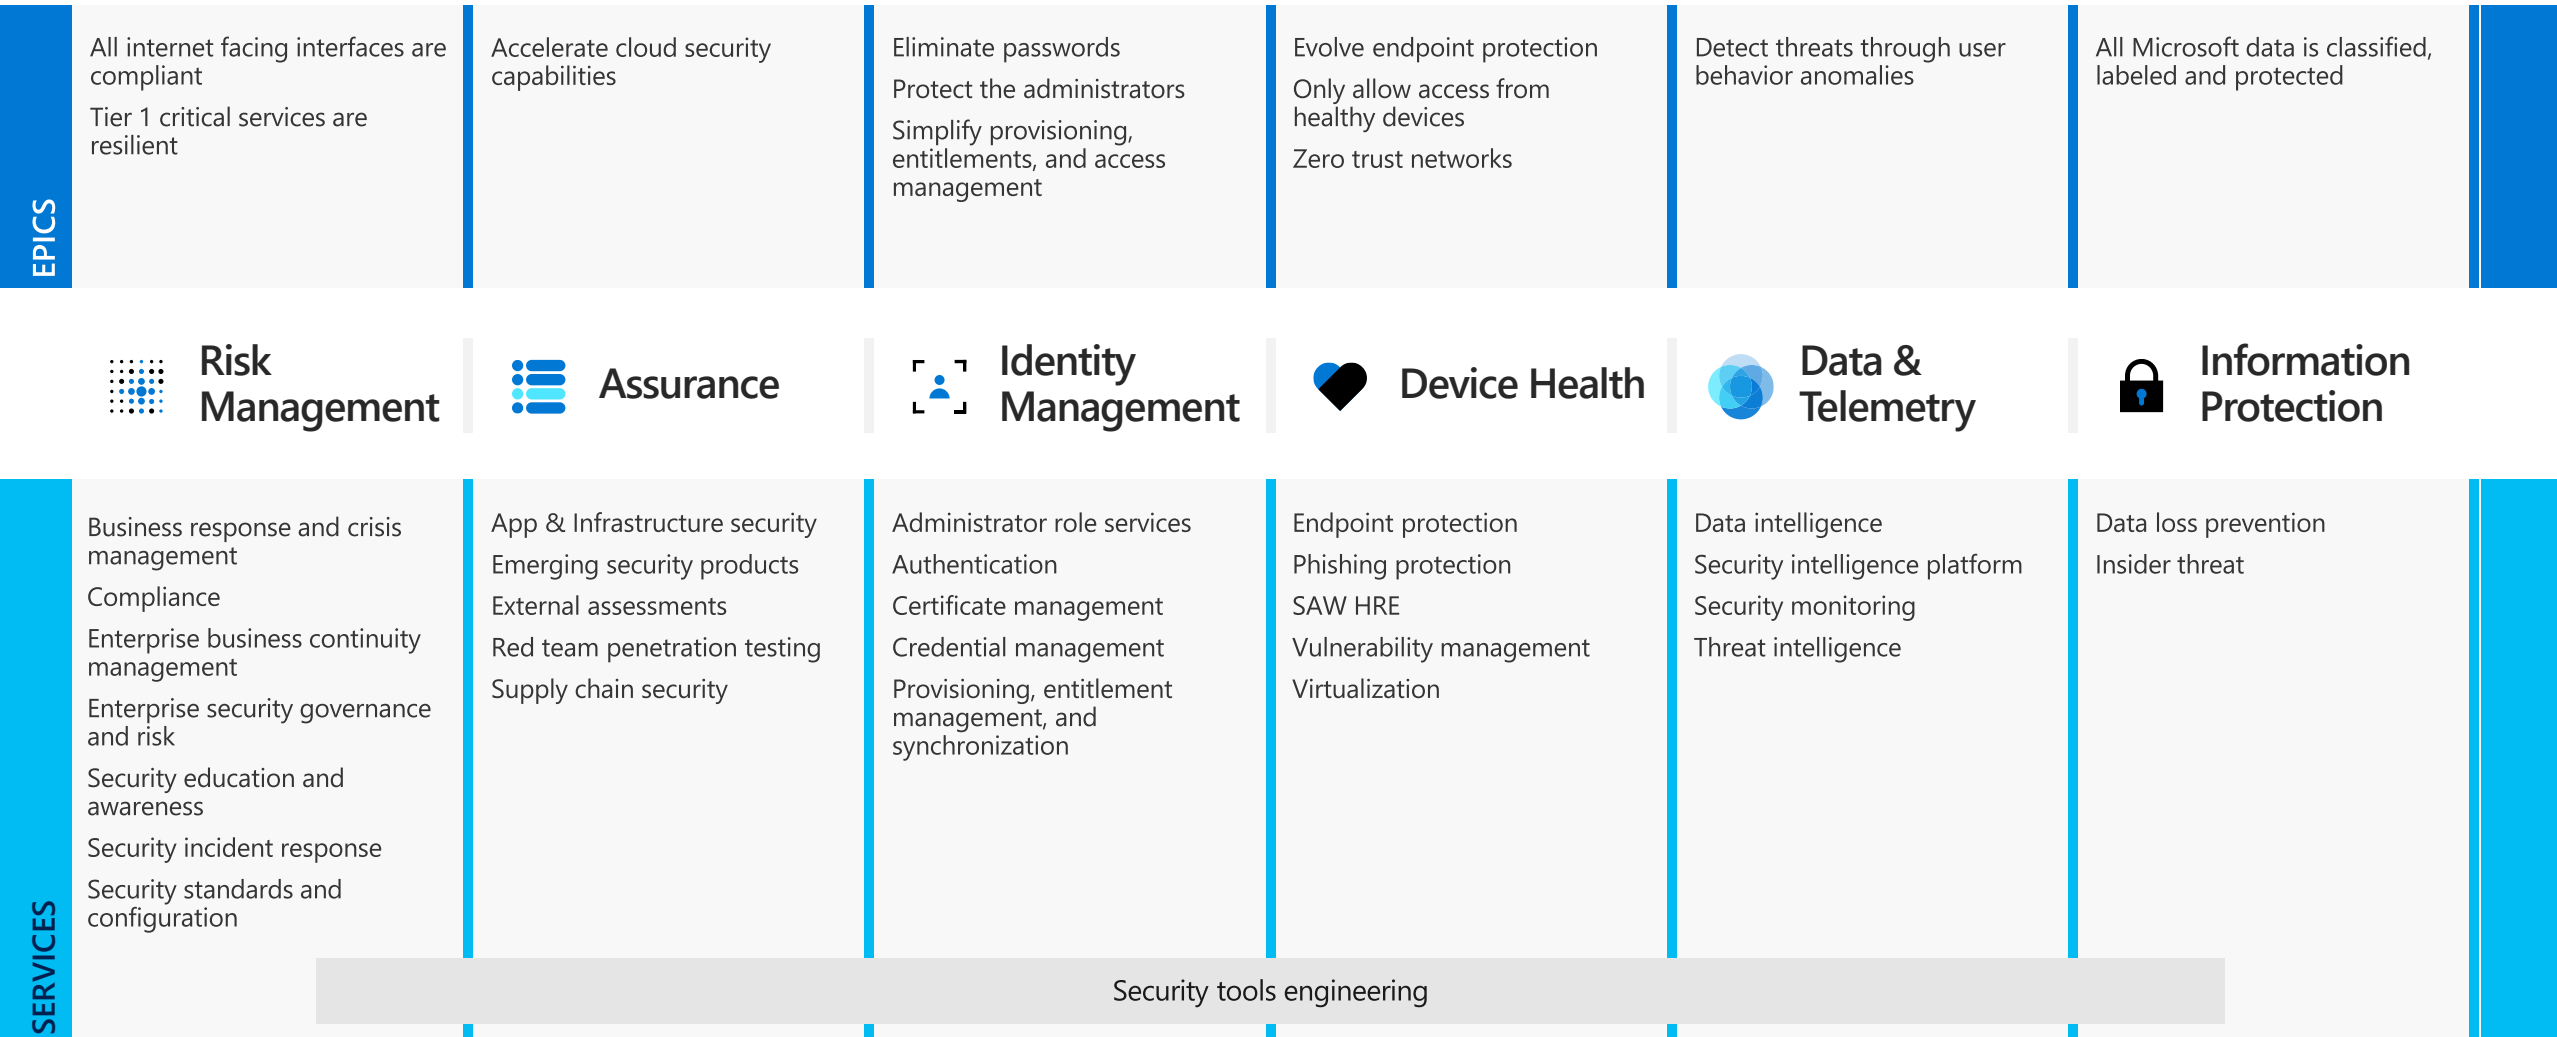 EPICS
All internet facing interfaces are
compliant
Tier 1 critical services are
resilient
Accelerate cloud security
capabilities
Eliminate passwords
Protect the administrators
Simplify provisioning,
entitlements, and access
management
Evolve endpoint protection
Only allow access from
healthy devices
Zero trust networks
Detect threats through user
behavior anomalies
All Microsoft data is classified,
labeled and protected
Risk
Management
Assurance
Identity
Management
Device Health
Data &
Telemetry
Information
Protection
SERVICES
Business response and crisis
management
Compliance
Enterprise business continuity
management
Enterprise security governance
and risk
Security education and
awareness
Security incident response
Security standards and
configuration
App & Infrastructure security
Emerging security products
External assessments
Red team penetration testing
Supply chain security
Administrator role services
Authentication
Certificate management
Credential management
Provisioning, entitlement
management, and
synchronization
Endpoint protection
Phishing protection
SAW HRE
Vulnerability management
Virtualization
Data intelligence
Security intelligence platform
Security monitoring
Threat intelligence
Data loss prevention
Insider threat
Security tools engineering